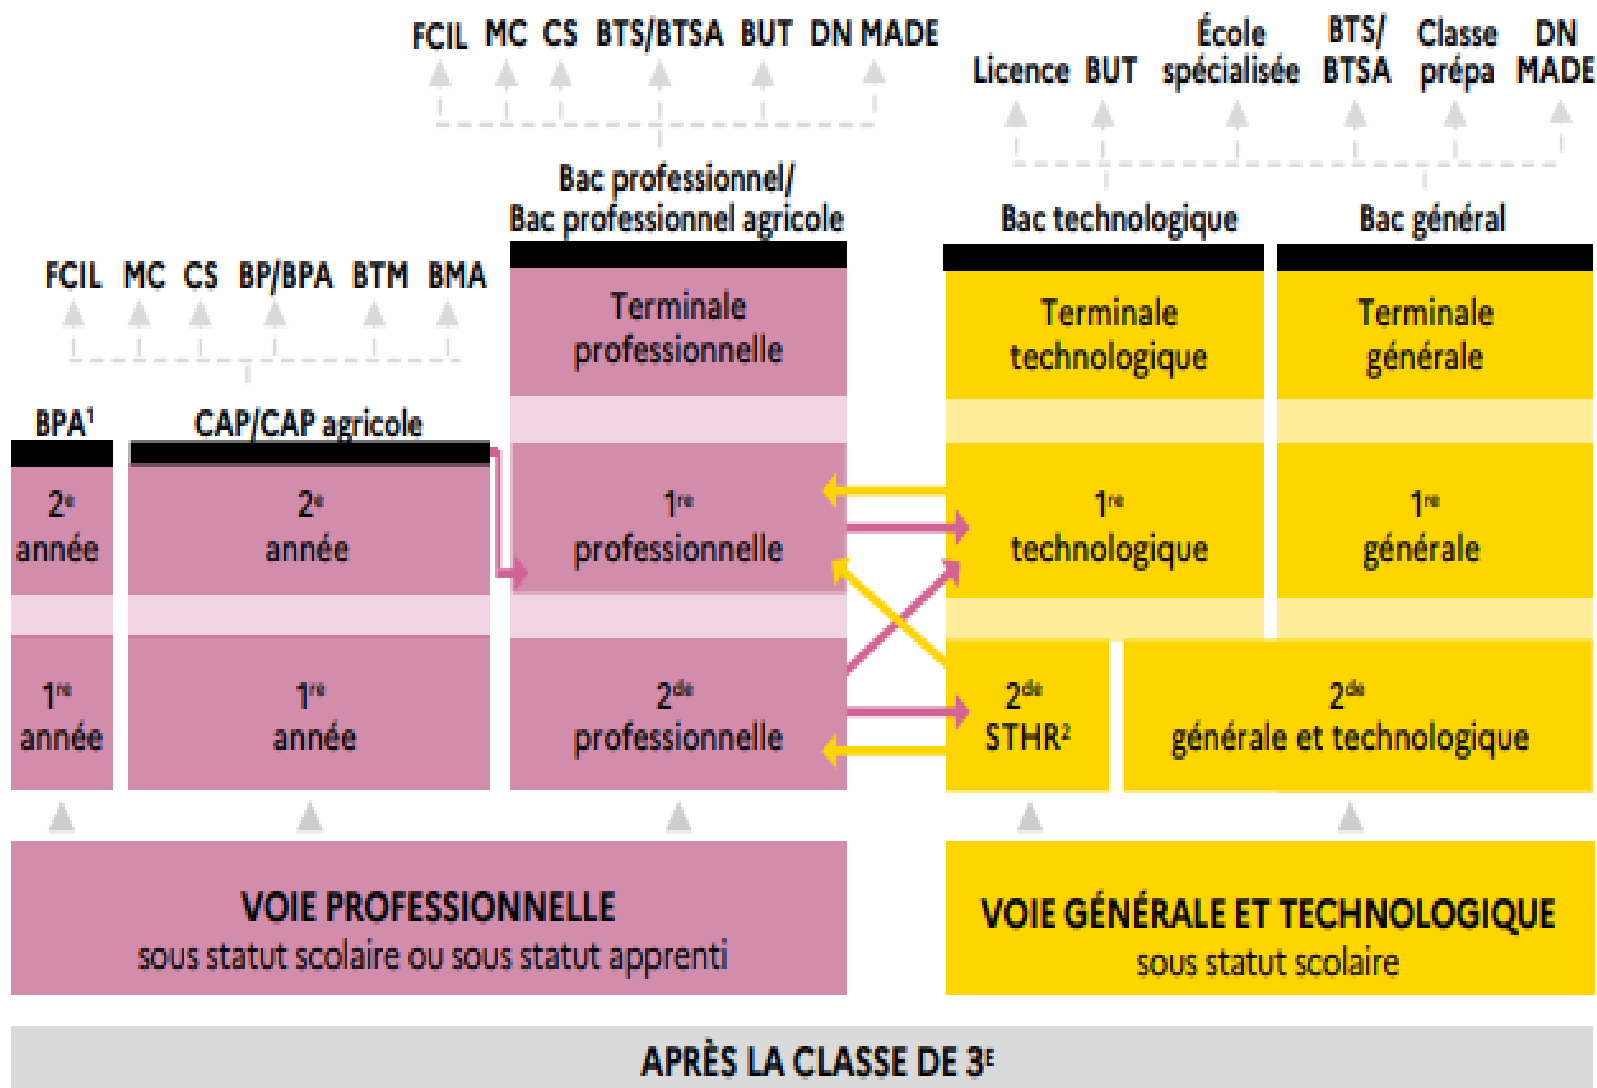 FCIL MC CS BTS/BTSA BUT DN MADE
Licence BUT École spécialisée BTS/BTSA Classe prépa DN MADE
Bac professionnel/
Bac professionnel agricole
Bac technologique
Bac général
FCIL MC CS BP/BPA BTM BMA
Terminale
professionnelle
Terminale
technologique
Terminale
générale
BPA¹
CAP/CAP agricole
2ᵉ
année
2ᵉ
année
1ʳᵉ
professionnelle
1ʳᵉ
technologique
1ʳᵉ
générale
1ʳᵉ
année
1ʳᵉ
année
2ᵈᵉ
professionnelle
2ᵈᵉ
STHR²
2ᵈᵉ
générale et technologique
VOIE PROFESSIONNELLE
sous statut scolaire ou sous statut apprenti
VOIE GÉNÉRALE ET TECHNOLOGIQUE
sous statut scolaire
APRÈS LA CLASSE DE 3ᴱ